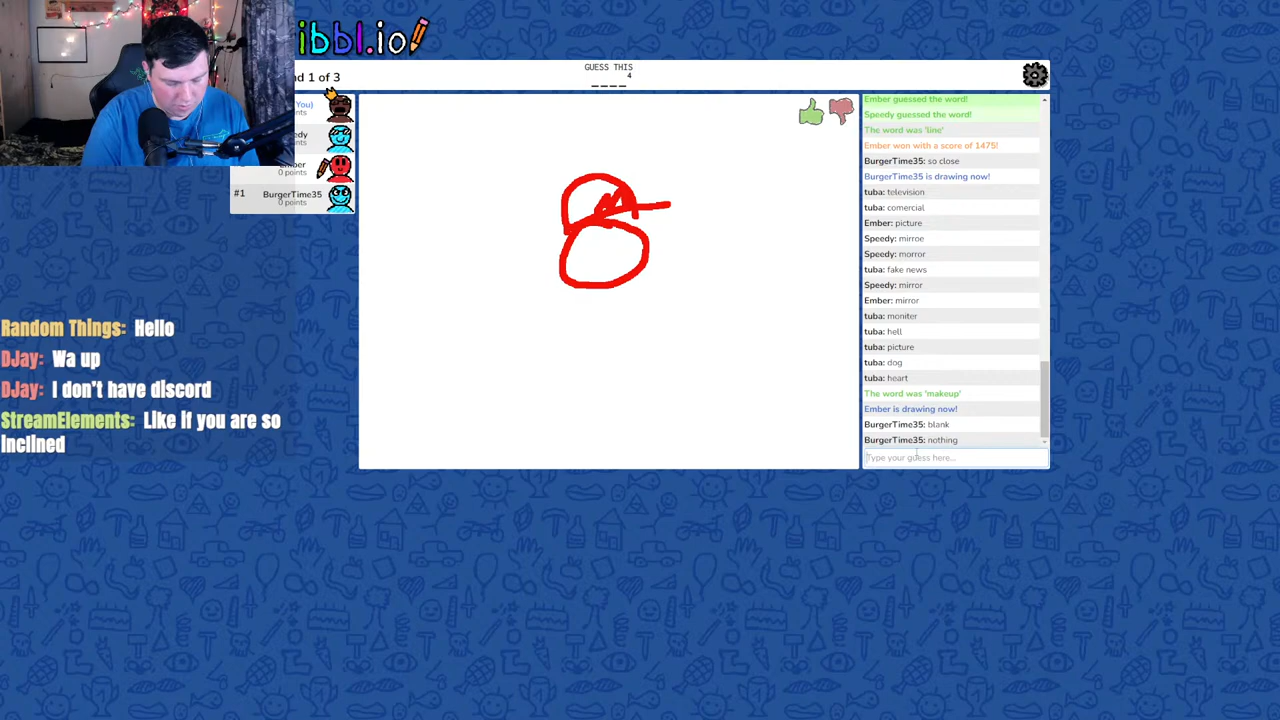 ibbl.io
nd 1 of 3
GUESS THIS
4
You)
points
edy
points
Ember
0 points
#1
BurgerTime35
0 points
Ember guessed the word!
Speedy guessed the word!
The word was 'line'
Ember won with a score of 1475!
BurgerTime35: so close
BurgerTime35 is drawing now!
tuba: television
tuba: comercial
Ember: picture
Speedy: mirroe
Speedy: morror
tuba: fake news
Speedy: mirror
Ember: mirror
tuba: moniter
tuba: hell
tuba: picture
tuba: dog
tuba: heart
The word was 'makeup'
Ember is drawing now!
BurgerTime35: blank
BurgerTime35: nothing
Type your guess here...
Random Things: Hello
DJay: Wa up
DJay: I don't have discord
StreamElements: Like if you are so
inclined